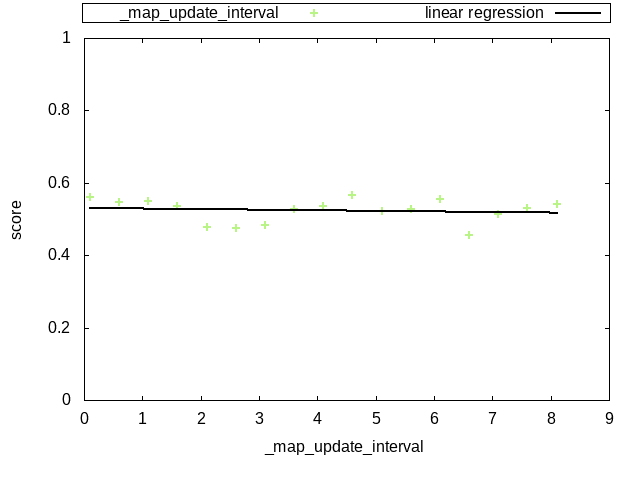 _map_update_interval linear regression
1
0.8
0.6
0.4
0.2
0
score
0 1 2 3 4 5 6 7 8 9
_map_update_interval